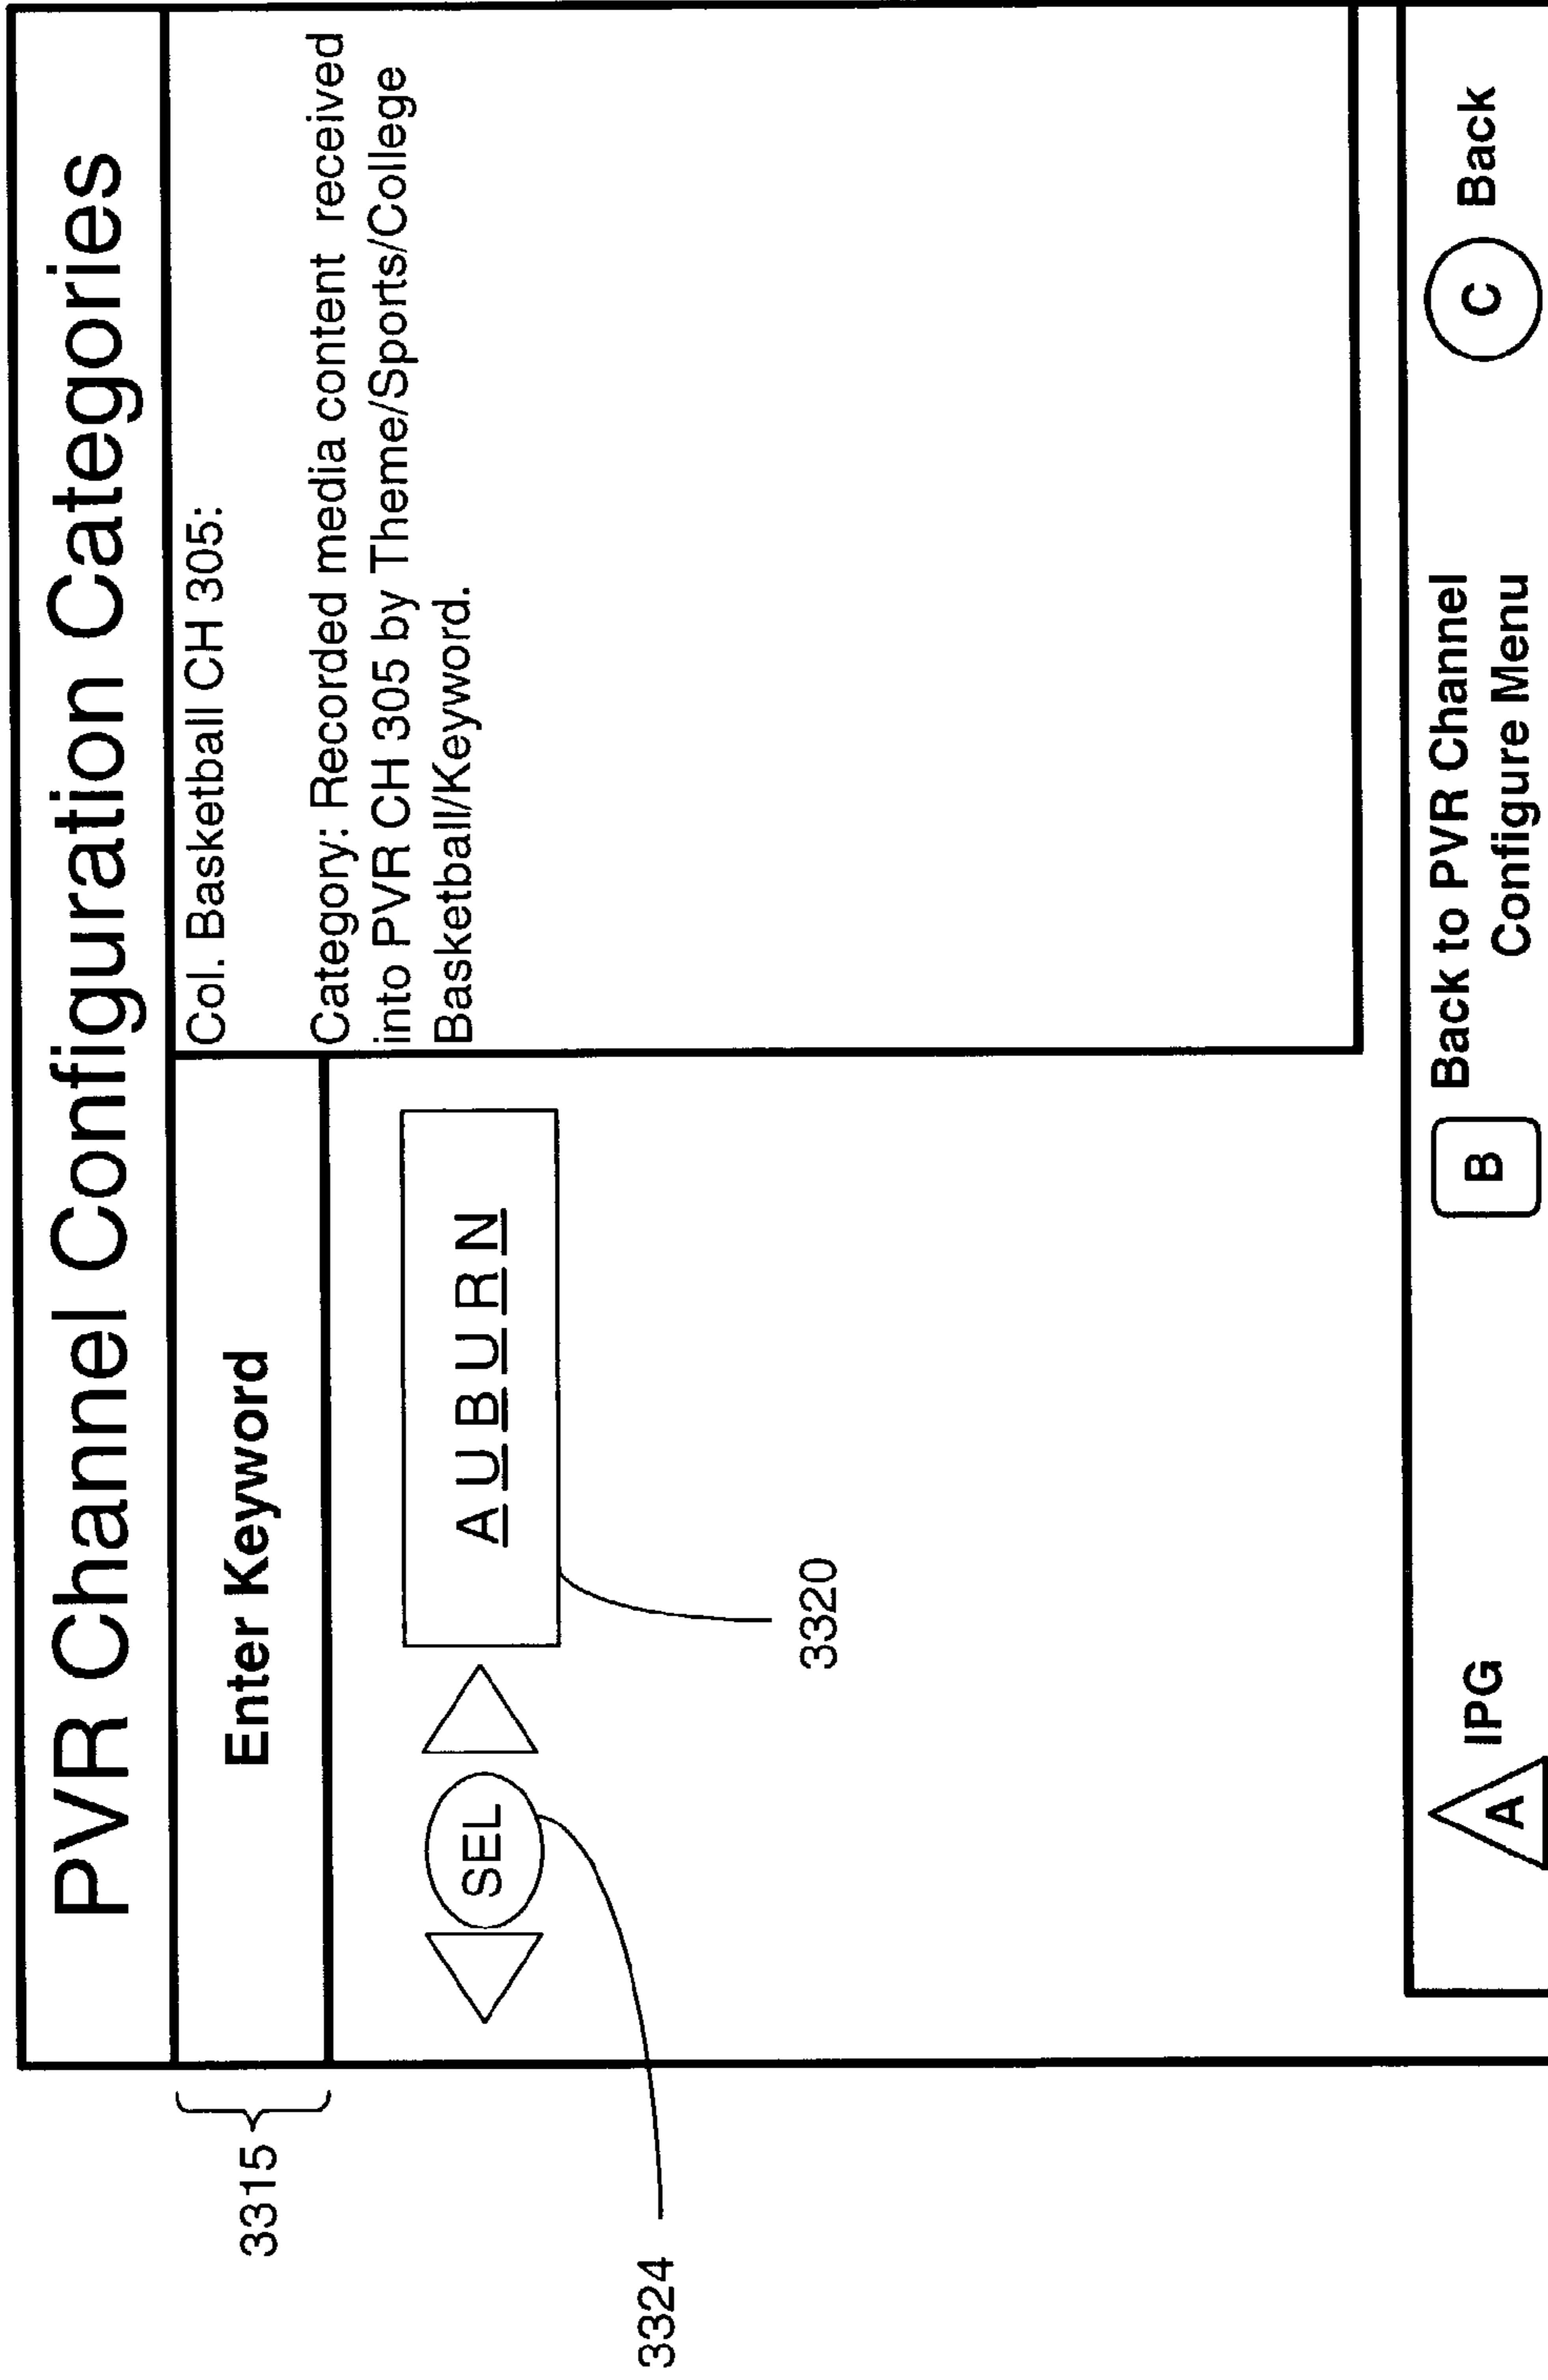 PVR Channel Configuration Categories
3315
Enter Keyword
Col. Basketball CH 305:
Category: Recorded media content received
into PVR CH 305 by Theme/Sports/College
Basketball/Keyword.
SEL
A U B U R N
3324
3320
A IPG
B Back to PVR Channel
Configure Menu
C Back